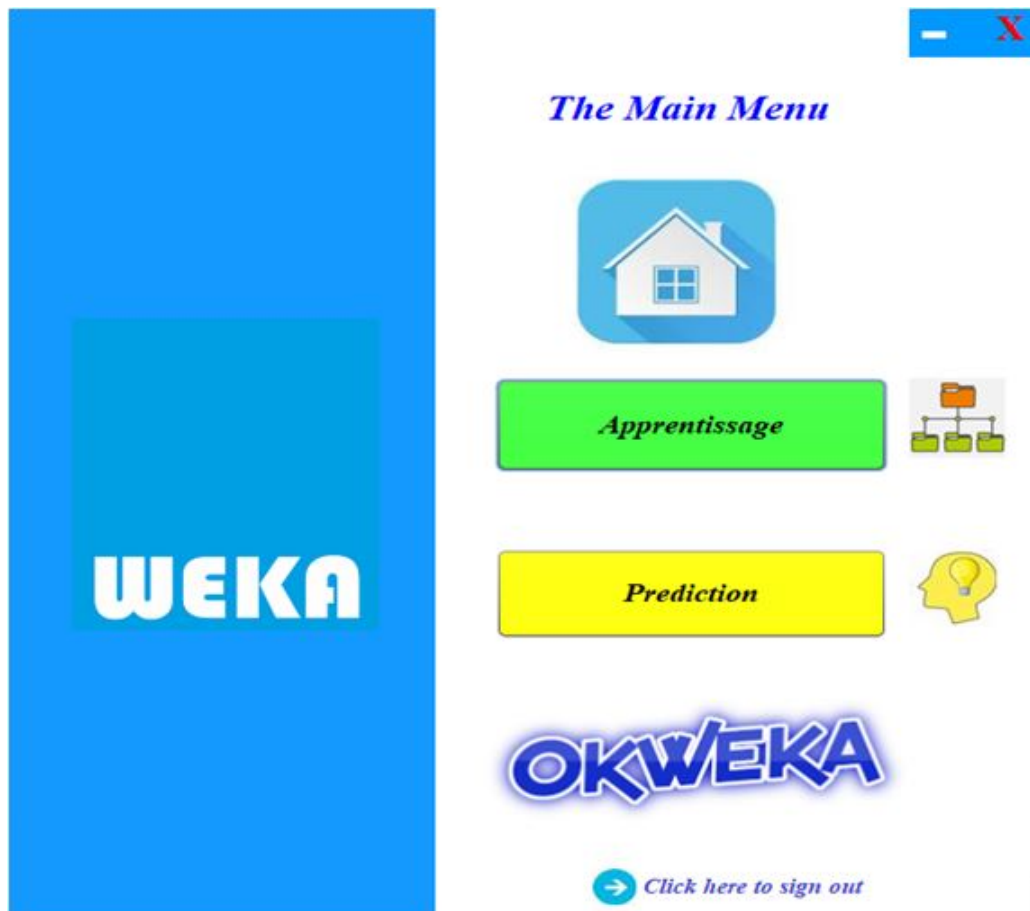 X
The Main Menu
Apprentissage
WEKA
Prediction
OKWEKA
Click here to sign out